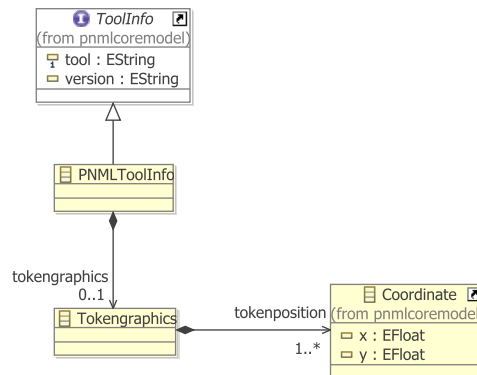 ToolInfo
(from pnmlcoremodel)
tool : EString
version : EString
PNMLToolInfo
tokengraphics
0..1
Tokengraphics
tokenposition
1..*
Coordinate
(from pnmlcoremodel
x : EFloat
y : EFloat